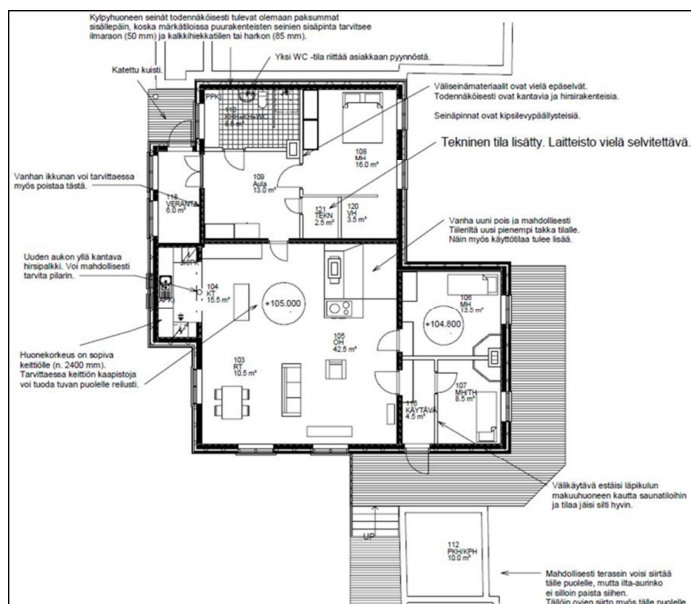 Kylpyhuoneen seinät todennäköisesti tulevat olemaan paksummat
sisällepäin, koska märkätiloissa puurakenteisten seinien sisäpinta tarvitsee
ilmaraon (50 mm) ja kalkkihiekkatiilen tai harkon (85 mm).
Yksi WC -tila riittää asiakkaan pyynnöstä.
Katettu kuisti.
Väliseinämateriaalit ovat vielä epäselvät.
Todennäköisesti ovat kantavia ja hirsirakenteisia.
Seinäpinnat ovat kipsilevypäällysteisiä.
Tekninen tila lisätty. Laitteisto vielä selvitettävä.
(PPK)
110
KHH+KH+WC
108
MH
16.0 m²
109
Aula
13.0 m²
Vanhan ikkunan voi tarvittaessa
myös poistaa tästä.
VERANTA
6.0 m²
121
TEKN
2.5 m²
120
VH
3.5 m²
Vanha uuni pois ja mahdollisesti
Tiileriltä uusi pienempi takka tilalle.
Näin myös käyttötila tulee lisää.
Uuden aukon yllä kantava
hirsipalkki. Voi mahdollisesti
tarvita pilarin.
104
KT
15.5 m²
+105.000
106
MH
13.5 m²
+104.800
105
OH
42.5 m²
Huonekorkeus on sopiva
keittiölle (n. 2400 mm).
Tarvittaessa keittiön kaapistoja
voi tuoda tuvan puolelle reilusti.
103
RT
10.5 m²
107
MH/TH
8.5 m²
KÄYTÄVÄ
4.5 m²
Välikäytävä estäisi läpikulun
makuuhuoneen kautta saunatiloihin
ja tilaa jäisi silti hyvin.
UP
112
PKH/KPH
10.0 m²
Mahdollisesti terassin voisi siirtää
tälle puolelle, mutta ilta-aurinko
ei silloin paista siihen.
Tällöin ovien siirto myös tälle puolelle.